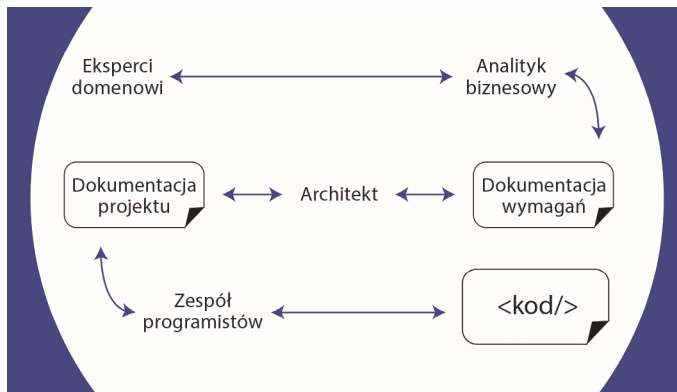 Eksperci
domenowi
Analityk
biznesowy
Dokumentacja
projektu
Architekt
Dokumentacja
wymagań
Zespół
programistów
<kod/>